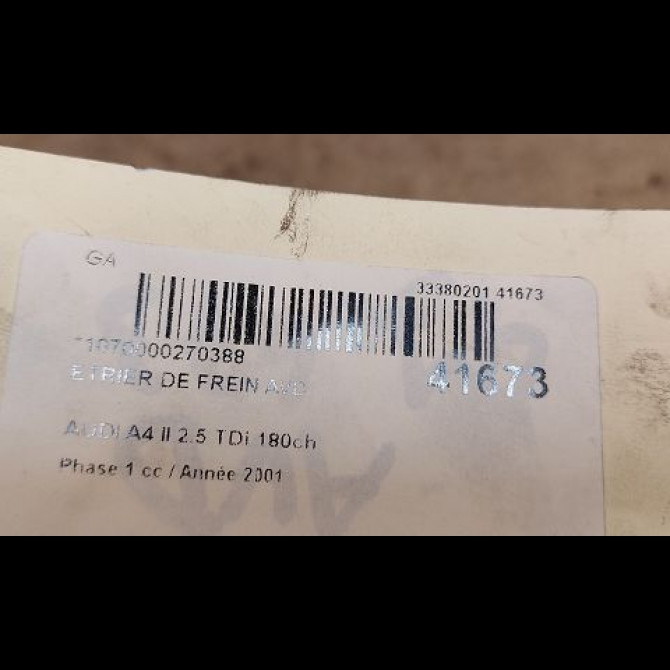 GA
33380201 41673
ETRIER DE FREIN AVD
41673
AUDI A4 II 2.5 TDi 180ch
Phase 1 cc / Année 2001